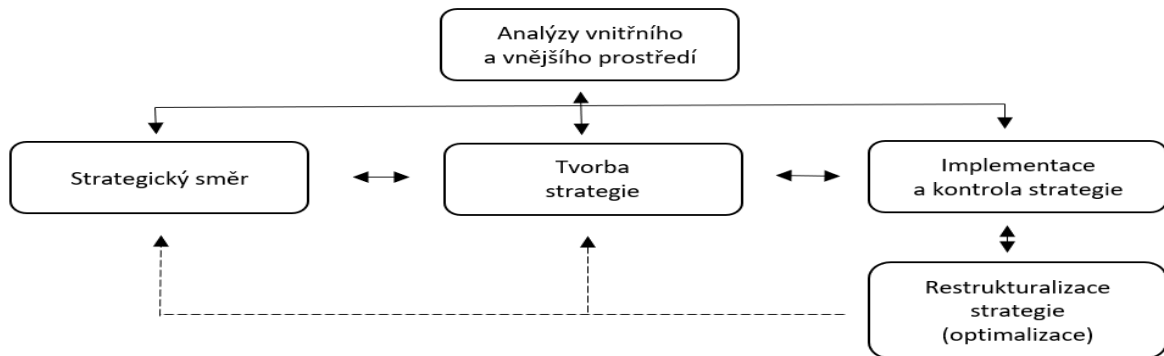 Analýzy vnitřního
a vnějšího prostředí
Strategický směr
Tvorba
strategie
Implementace
a kontrola strategie
Restrukturalizace
strategie
(optimalizace)